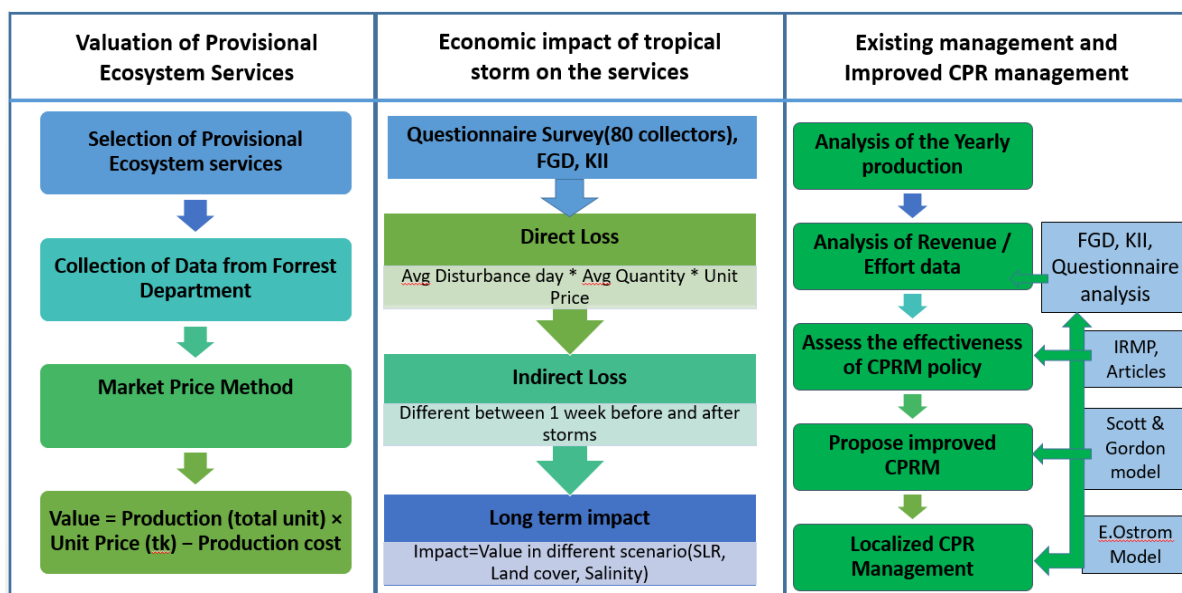 Valuation of Provisional
Ecosystem Services
Selection of Provisional
Ecosystem services
Collection of Data from Forrest
Department
Market Price Method
Value = Production (total unit) ×
Unit Price (tk) – Production cost
Economic impact of tropical
storm on the services
Questionnaire Survey(80 collectors),
FGD, KII
Direct Loss
Avg Disturbance day * Avg Quantity * Unit
Price
Indirect Loss
Different between 1 week before and after
storms
Long term impact
Impact=Value in different scenario(SLR,
Land cover, Salinity)
Existing management and
Improved CPR management
Analysis of the Yearly
production
Analysis of Revenue /
Effort data
Assess the effectiveness
of CPRM policy
Propose improved
CPRM
Localized CPR
Management
FGD, KII,
Questionnaire
analysis
IRMP,
Articles
Scott &
Gordon
model
E.Ostrom
Model